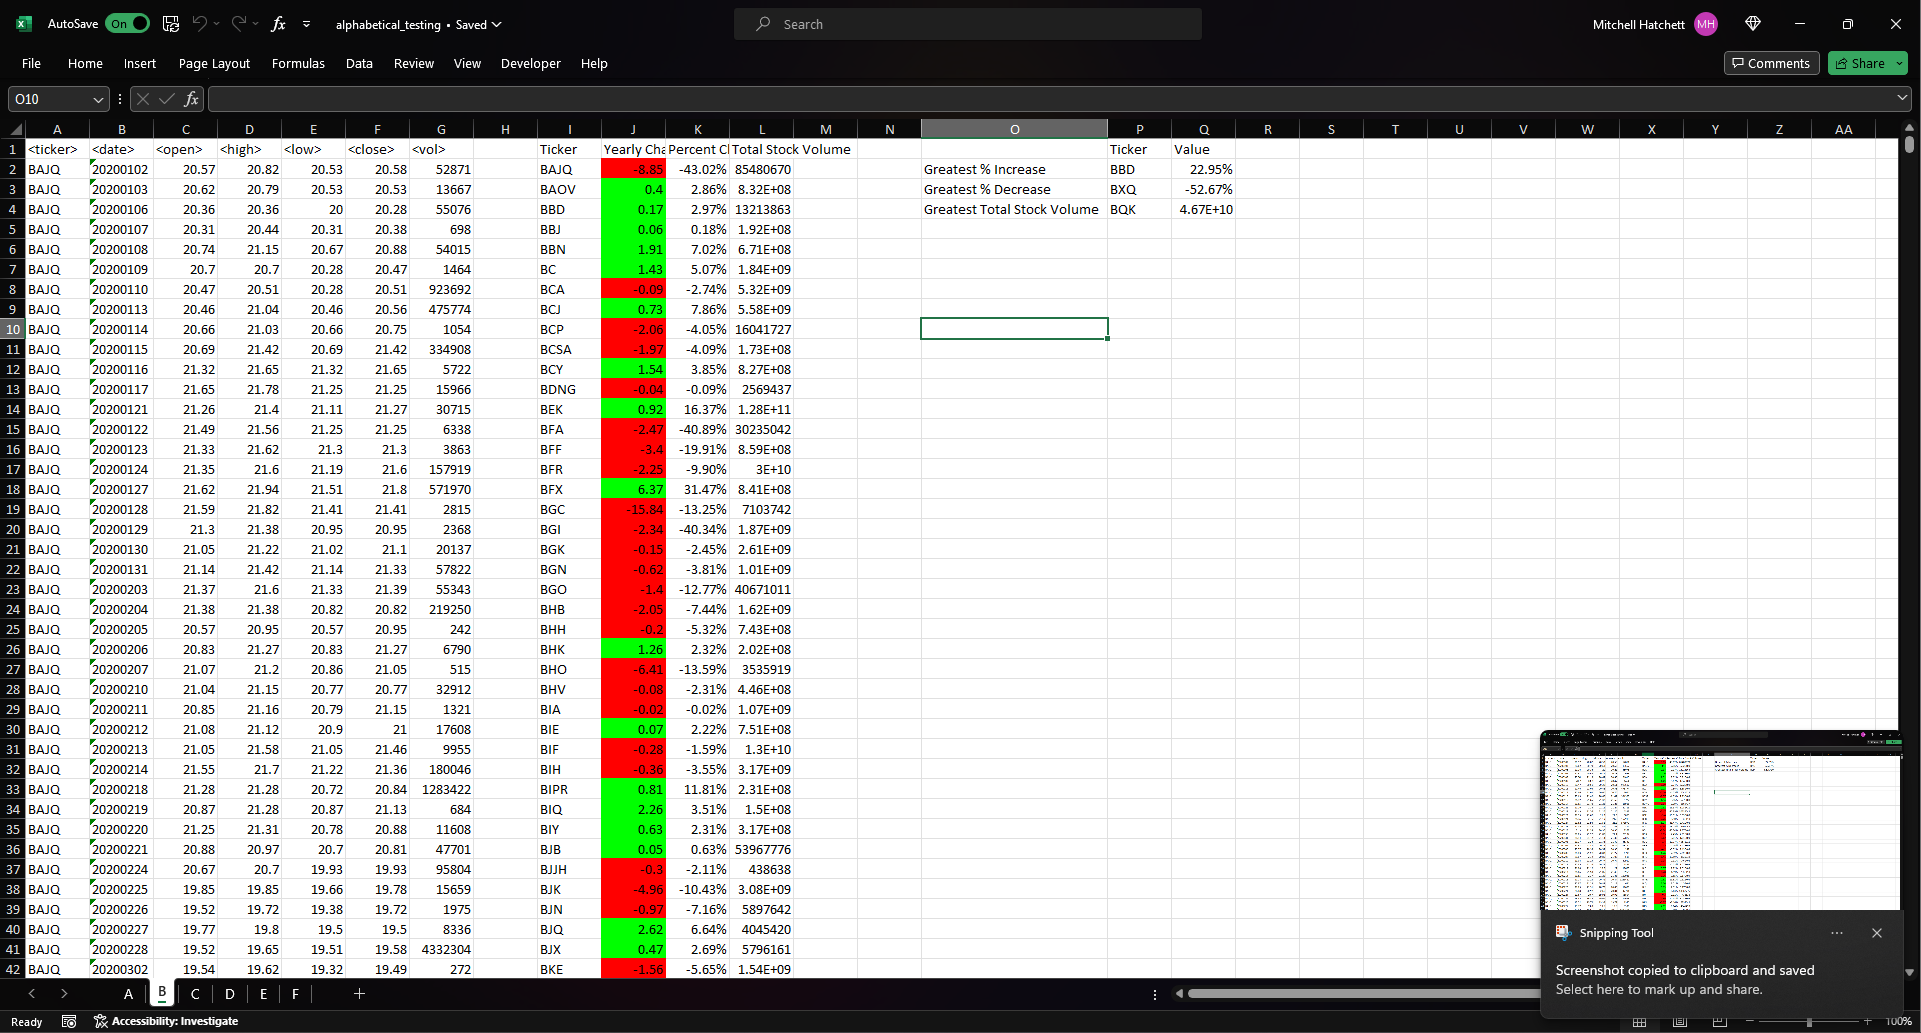 AutoSave On alphabetical_testing • Saved Search Mitchell Hatchett MH
File Home Insert Page Layout Formulas Data Review View Developer Help Comments Share
O10 fx
A B C D E F G H I J K L M N O P Q R S T U V W X Y Z AA
1 <ticker> <date> <open> <high> <low> <close> <vol> Ticker Yearly Cha Percent Cl Total Stock Volume Ticker Value
2 BAJQ 20200102 20.57 20.82 20.53 20.58 52871 BAJQ -8.85 -43.02% 85480670 Greatest % Increase BBD 22.95%
3 BAJQ 20200103 20.62 20.79 20.53 20.53 13667 BAOV 0.4 2.86% 8.32E+08 Greatest % Decrease BXQ -52.67%
4 BAJQ 20200106 20.36 20.36 20 20.28 55076 BBD 0.17 2.97% 13213863 Greatest Total Stock Volume BQK 4.67E+10
5 BAJQ 20200107 20.31 20.44 20.31 20.38 698 BBJ 0.06 0.18% 1.92E+08
6 BAJQ 20200108 20.74 21.15 20.67 20.88 54015 BBN 1.91 7.02% 6.71E+08
7 BAJQ 20200109 20.7 20.7 20.28 20.47 1464 BC 1.43 5.07% 1.84E+09
8 BAJQ 20200110 20.47 20.51 20.28 20.51 923692 BCA -0.09 -2.74% 5.32E+09
9 BAJQ 20200113 20.46 21.04 20.46 20.56 475774 BCJ 0.73 7.86% 5.58E+09
10 BAJQ 20200114 20.66 21.03 20.66 20.75 1054 BCP -2.06 -4.05% 16041727
11 BAJQ 20200115 20.69 21.42 20.69 21.42 334908 BCSA -1.97 -4.09% 1.73E+08
12 BAJQ 20200116 21.32 21.65 21.32 21.65 5722 BCY 1.54 3.85% 8.27E+08
13 BAJQ 20200117 21.65 21.78 21.25 21.25 15966 BDNG -0.04 -0.09% 2569437
14 BAJQ 20200121 21.26 21.4 21.11 21.27 30715 BEK 0.92 16.37% 1.28E+11
15 BAJQ 20200122 21.49 21.56 21.25 21.25 6338 BFA -2.47 -40.89% 30235042
16 BAJQ 20200123 21.33 21.62 21.3 21.3 3863 BFF -3.4 -19.91% 8.59E+08
17 BAJQ 20200124 21.35 21.6 21.19 21.6 157919 BFR -2.25 -9.90% 3E+10
18 BAJQ 20200127 21.62 21.94 21.51 21.8 571970 BFX 6.37 31.47% 8.41E+08
19 BAJQ 20200128 21.59 21.82 21.41 21.41 2815 BGC -15.84 -13.25% 7103742
20 BAJQ 20200129 21.3 21.38 20.95 20.95 2368 BGI -2.34 -40.34% 1.87E+09
21 BAJQ 20200130 21.05 21.22 21.02 21.1 20137 BGK -0.15 -2.45% 2.61E+09
22 BAJQ 20200131 21.14 21.42 21.14 21.33 57822 BGN -0.62 -3.81% 1.01E+09
23 BAJQ 20200203 21.37 21.6 21.33 21.39 55343 BGO -1.4 -12.77% 40671011
24 BAJQ 20200204 21.38 21.38 20.82 20.82 219250 BHB -2.05 -7.44% 1.62E+09
25 BAJQ 20200205 20.57 20.95 20.57 20.95 242 BHH -0.2 -5.32% 7.43E+08
26 BAJQ 20200206 20.83 21.27 20.83 21.27 6790 BHK 1.26 2.32% 2.02E+08
27 BAJQ 20200207 21.07 21.2 20.86 21.05 515 BHO -6.41 -13.59% 3535919
28 BAJQ 20200210 21.04 21.15 20.77 20.77 32912 BHV -0.08 -2.31% 4.46E+08
29 BAJQ 20200211 20.85 21.16 20.79 21.15 1321 BIA -0.02 -0.02% 1.07E+09
30 BAJQ 20200212 21.08 21.12 20.9 21 17608 BIE 0.07 2.22% 7.51E+08
31 BAJQ 20200213 21.05 21.58 21.05 21.46 9955 BIF -0.28 -1.59% 1.3E+10
32 BAJQ 20200214 21.55 21.7 21.22 21.36 180046 BIH -0.36 -3.55% 3.17E+09
33 BAJQ 20200218 21.28 21.28 20.72 20.84 1283422 BIPR 0.81 11.81% 2.31E+08
34 BAJQ 20200219 20.87 21.28 20.87 21.13 684 BIQ 2.26 3.51% 1.5E+08
35 BAJQ 20200220 21.25 21.31 20.78 20.88 11608 BIY 0.63 2.31% 3.17E+08
36 BAJQ 20200221 20.88 20.97 20.7 20.81 47701 BJB 0.05 0.63% 53967776
37 BAJQ 20200224 20.67 20.7 19.93 19.93 95804 BJJH -0.3 -2.11% 438638
38 BAJQ 20200225 19.85 19.85 19.66 19.78 15659 BJK -4.96 -10.43% 3.08E+09
39 BAJQ 20200226 19.52 19.72 19.38 19.72 1975 BJN -0.97 -7.16% 5897642
40 BAJQ 20200227 19.77 19.8 19.5 19.5 8336 BJQ 2.62 6.64% 4045420
41 BAJQ 20200228 19.52 19.65 19.51 19.58 4332304 BJX 0.47 2.69% 5796161
42 BAJQ 20200302 19.54 19.62 19.32 19.49 272 BKE -1.56 -5.65% 1.54E+09
Snipping Tool
Screenshot copied to clipboard and saved
Select here to mark up and share.
A B C D E F
Ready Accessibility: Investigate 100%